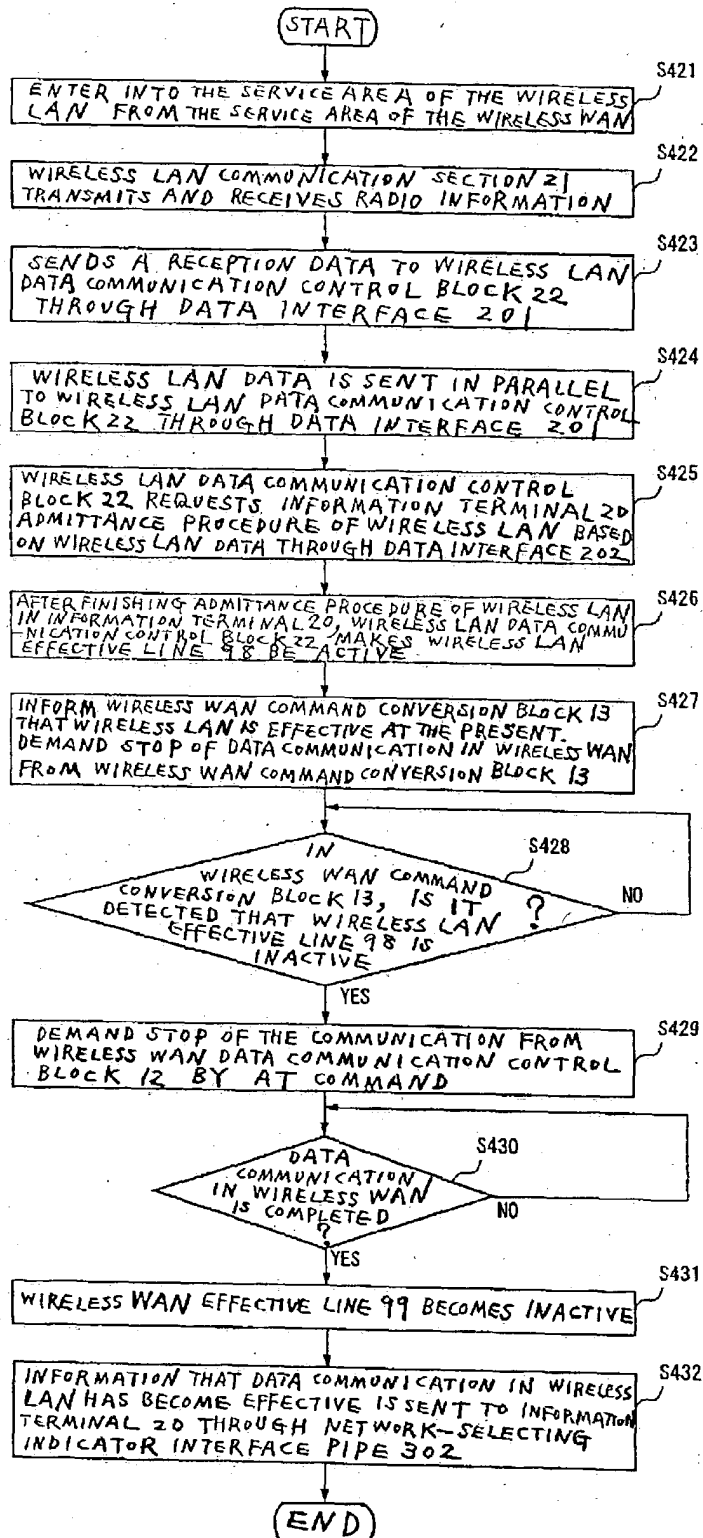 START
S421
ENTER INTO THE SERVICE AREA OF THE WIRELESS
LAN FROM THE SERVICE AREA OF THE WIRELESS WAN
S422
WIRELESS LAN COMMUNICATION SECTION 21
TRANSMITS AND RECEIVES RADIO INFORMATION
S423
SENDS A RECEPTION DATA TO WIRELESS LAN
DATA COMMUNICATION CONTROL BLOCK 22
THROUGH DATA INTERFACE 201
S424
WIRELESS LAN DATA IS SENT IN PARALLEL
TO WIRELESS LAN DATA COMMUNICATION CONTROL
BLOCK 22 THROUGH DATA INTERFACE 201
S425
WIRELESS LAN DATA COMMUNICATION CONTROL
BLOCK 22 REQUESTS INFORMATION TERMINAL 20
ADMITTANCE PROCEDURE OF WIRELESS LAN BASED
ON WIRELESS LAN DATA THROUGH DATA INTERFACE 202
S426
AFTER FINISHING ADMITTANCE PROCEDURE OF WIRELESS LAN
IN INFORMATION TERMINAL 20, WIRELESS LAN DATA COMMU
-NICATION CONTROL BLOCK 22 MAKES WIRELESS LAN
EFFECTIVE LINE 98 BE ACTIVE
S427
INFORM WIRELESS WAN COMMAND CONVERSION BLOCK 13
THAT WIRELESS LAN IS EFFECTIVE AT THE PRESENT.
DEMAND STOP OF DATA COMMUNICATION IN WIRELESS WAN
FROM WIRELESS WAN COMMAND CONVERSION BLOCK 13
S428
IN
WIRELESS WAN COMMAND
CONVERSION BLOCK 13, IS IT
DETECTED THAT WIRELESS LAN
EFFECTIVE LINE 98 IS
INACTIVE
?
NO
YES
S429
DEMAND STOP OF THE COMMUNICATION FROM
WIRELESS WAN DATA COMMUNICATION CONTROL
BLOCK 12 BY AT COMMAND
S430
DATA
COMMUNICATION
IN WIRELESS WAN
IS COMPLETED
?
NO
YES
S431
WIRELESS WAN EFFECTIVE LINE 99 BECOMES INACTIVE
S432
INFORMATION THAT DATA COMMUNICATION IN WIRELESS
LAN HAS BECOME EFFECTIVE IS SENT TO INFORMATION
TERMINAL 20 THROUGH NETWORK-SELECTING
INDICATOR INTERFACE PIPE 302
END